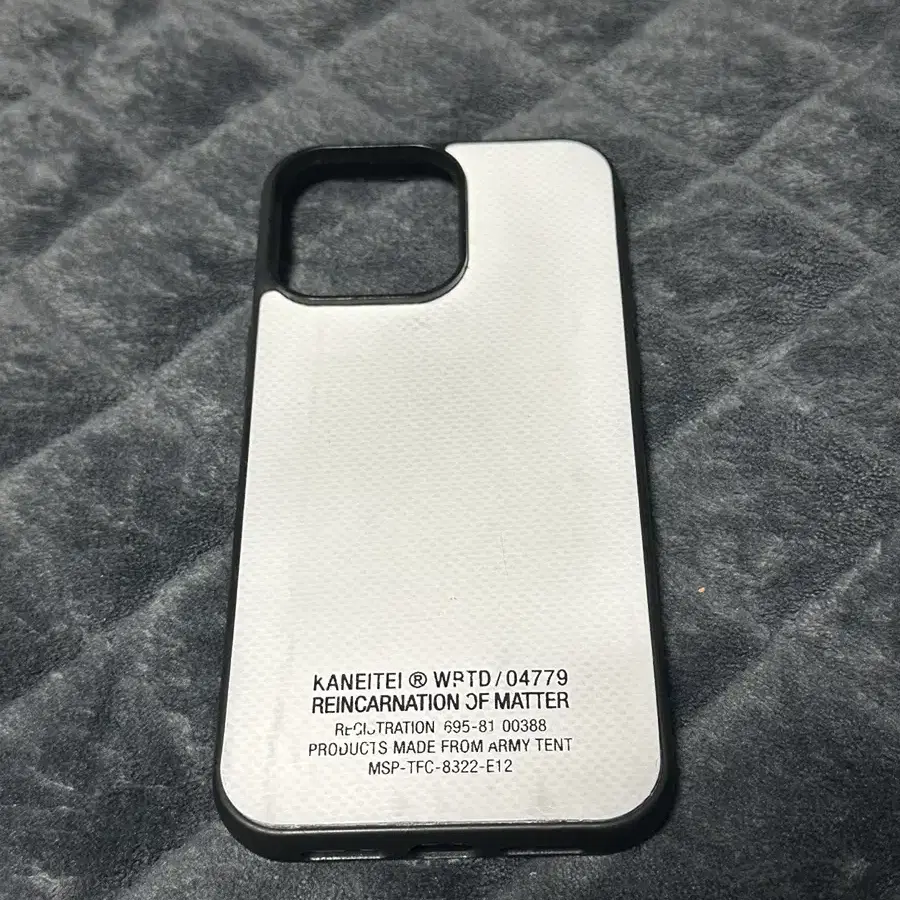 KANEITEI ® WRTD / 04779
REINCARNATION OF MATTER
REGISTRATION 695-81 00388
PRODUCTS MADE FROM ARMY TENT
MSP-TFC-8322-E12